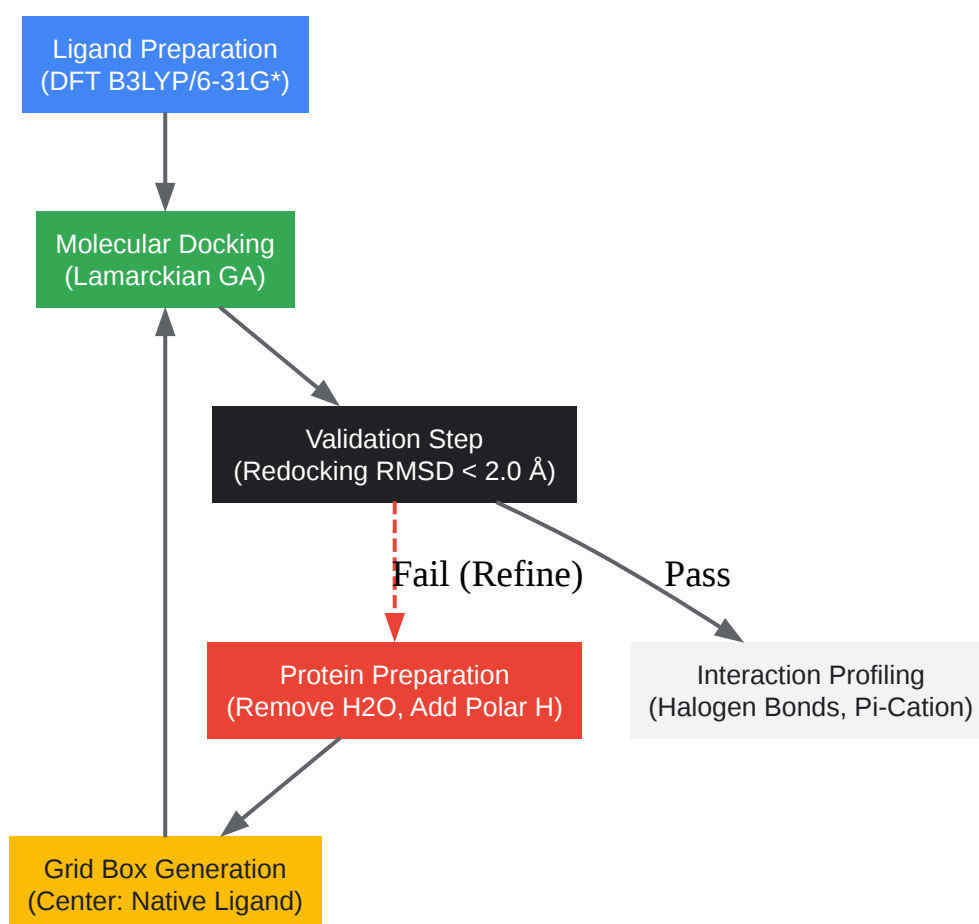 Ligand Preparation
(DFT B3LYP/6-31G*)
Molecular Docking
(Lamarckian GA)
Validation Step
(Redocking RMSD < 2.0 Å)
Fail (Refine)
Pass
Protein Preparation
(Remove H2O, Add Polar H)
Interaction Profiling
(Halogen Bonds, Pi-Cation)
Grid Box Generation
(Center: Native Ligand)